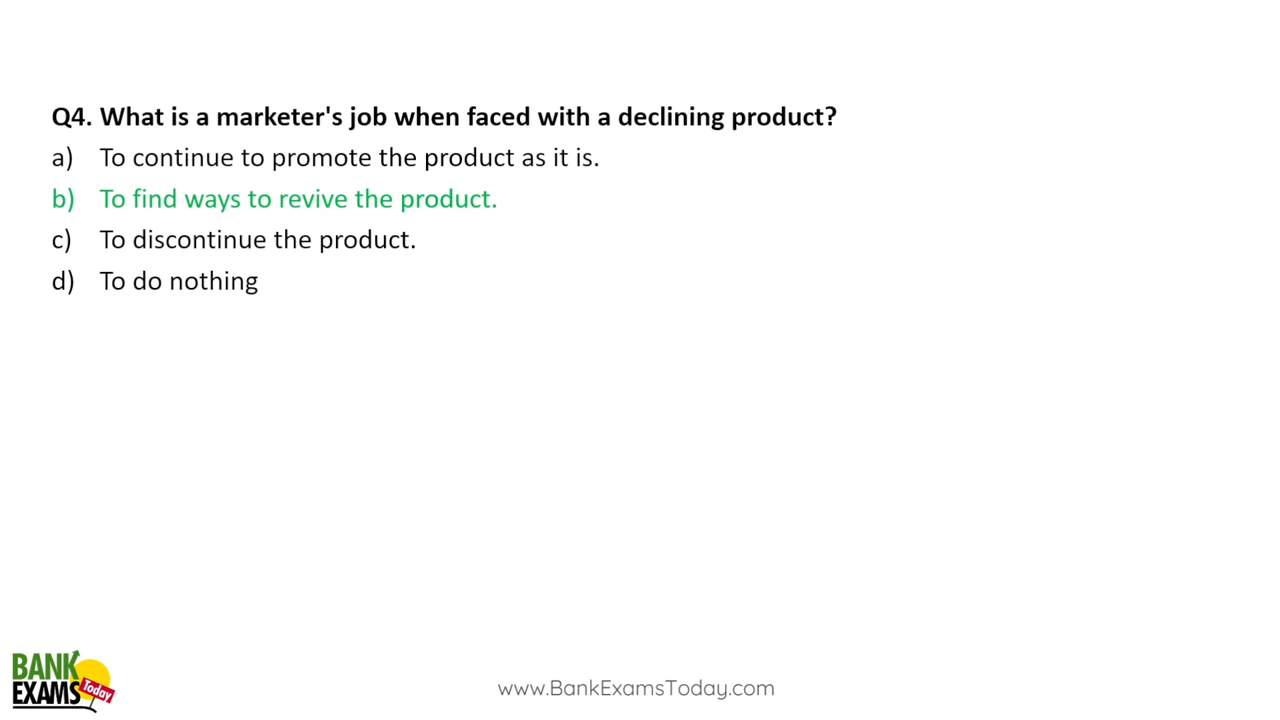 Q4. What is a marketer's job when faced with a declining product?
a) To continue to promote the product as it is.
b) To find ways to revive the product.
c) To discontinue the product.
d) To do nothing
BANK
EXAMS
Today
www.BankExamsToday.com